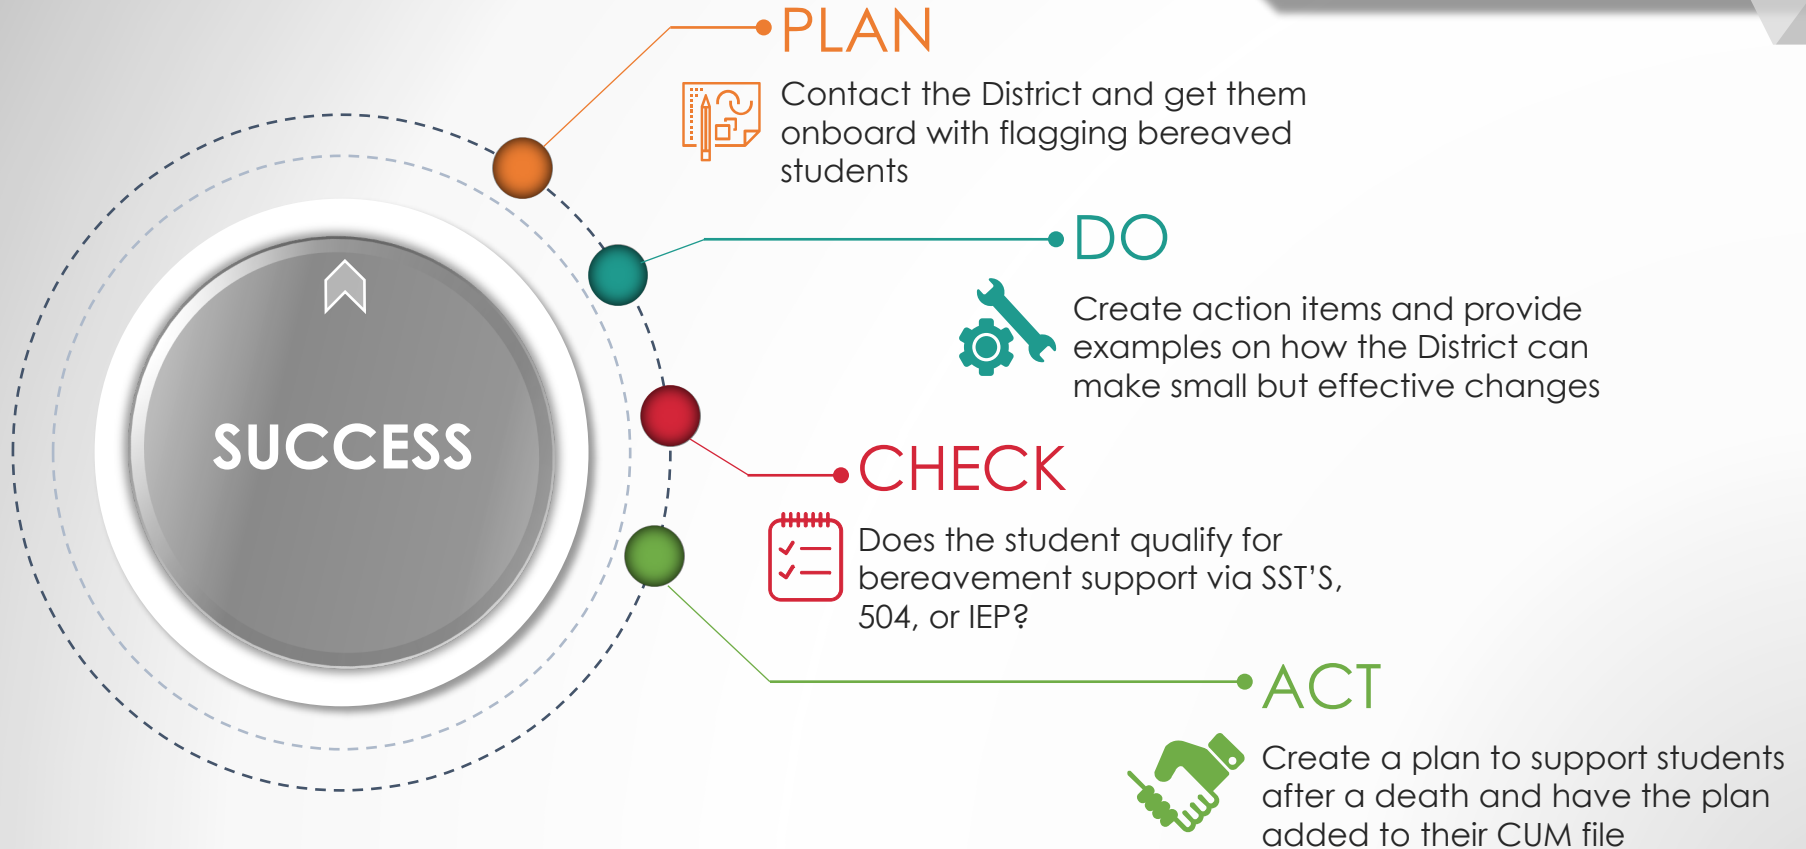 PLAN
Contact the District and get them
onboard with flagging bereaved
students
DO
Create action items and provide
examples on how the District can
make small but effective changes
SUCCESS
CHECK
Does the student qualify for
bereavement support via SST'S,
504, or IEP?
ACT
Create a plan to support students
after a death and have the plan
added to their CUM file